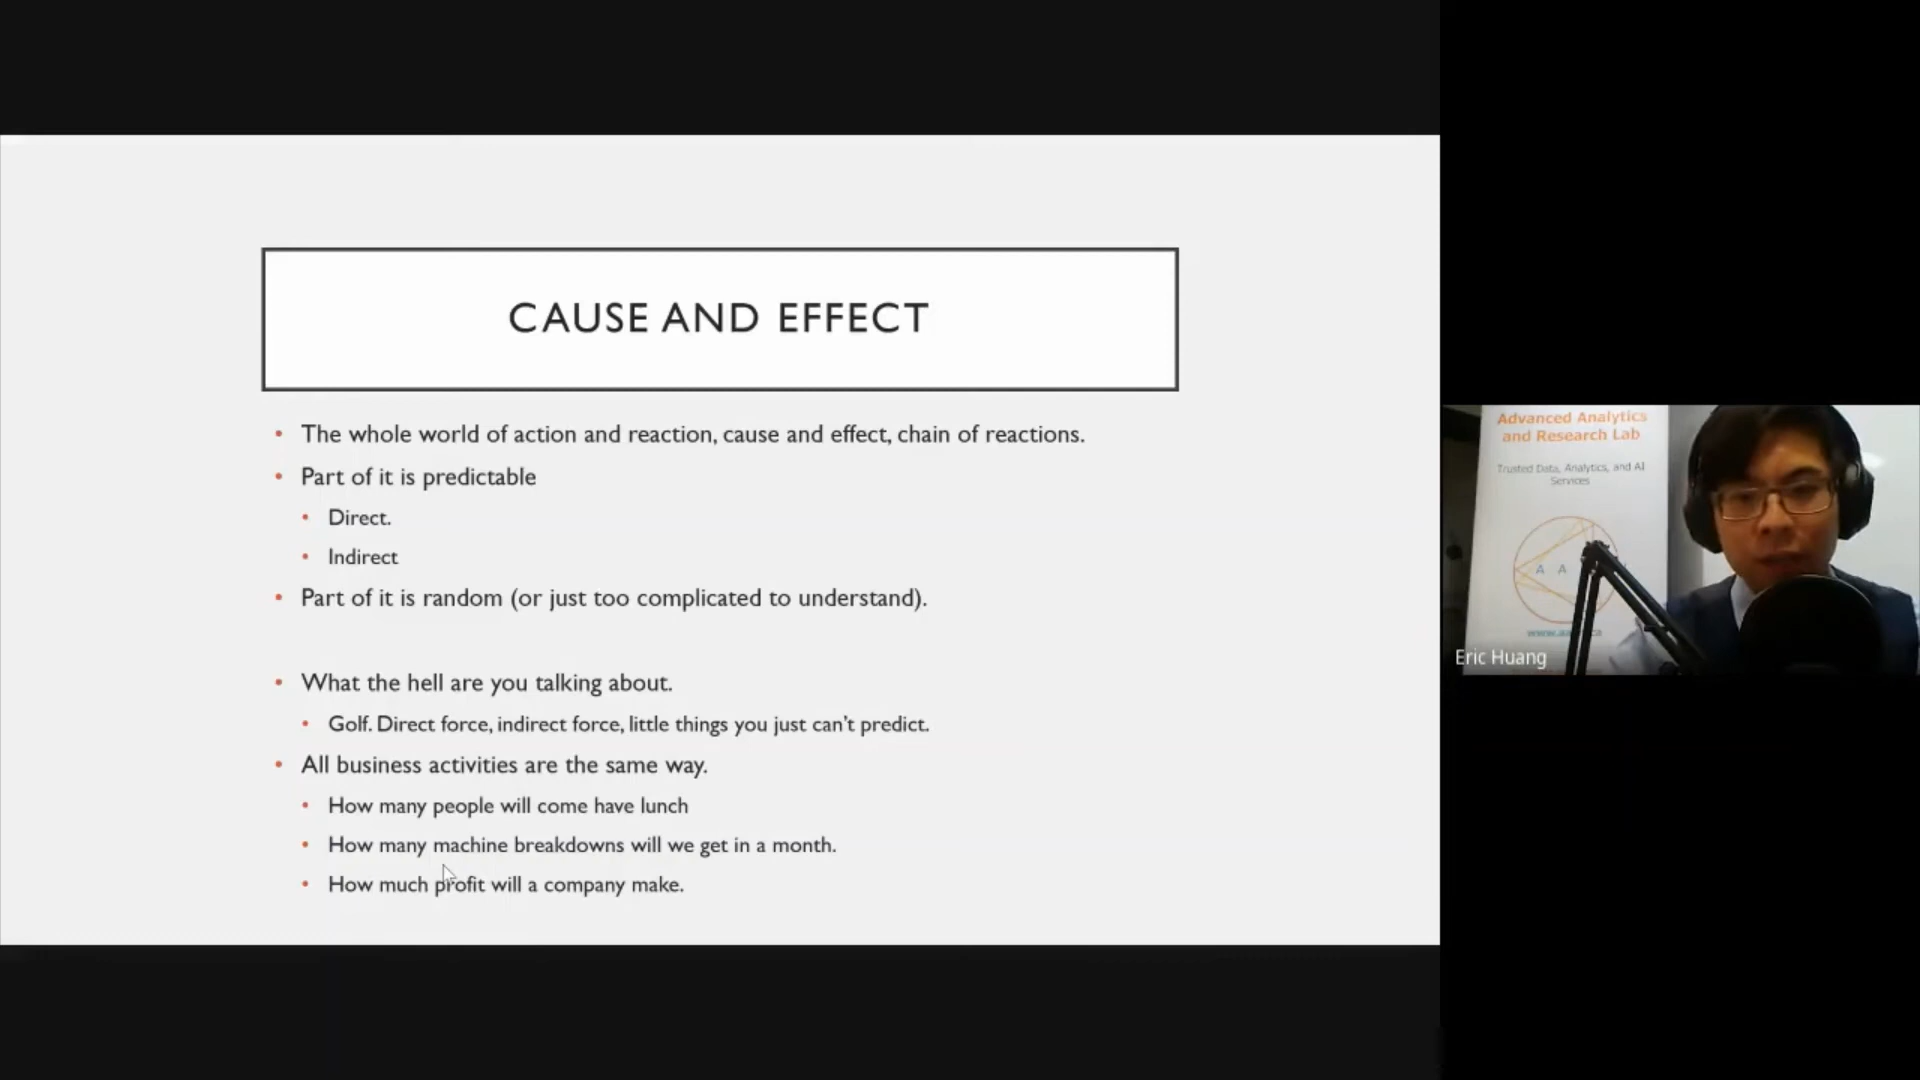 CAUSE AND EFFECT
• The whole world of action and reaction, cause and effect, chain of reactions.
• Part of it is predictable
• Direct.
• Indirect
• Part of it is random (or just too complicated to understand).
• What the hell are you talking about.
• Golf. Direct force, indirect force, little things you just can't predict.
• All business activities are the same way.
• How many people will come have lunch
• How many machine breakdowns will we get in a month.
• How much profit will a company make.
Advanced Analytics
and Research Lab
Trusted Data, Analytics, and AI
Services
A A
Eric Huang